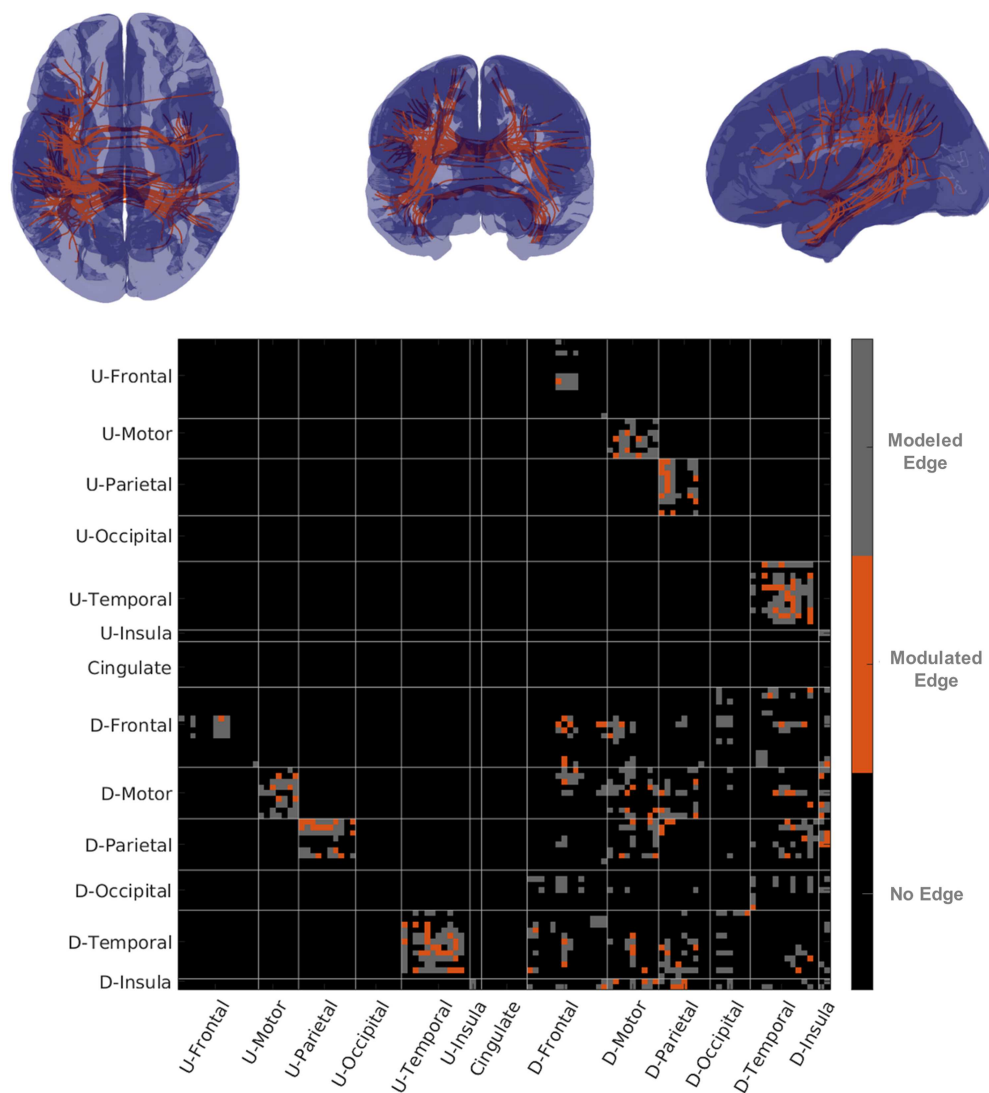 U-Frontal
U-Motor
U-Parietal
U-Occipital
U-Temporal
U-Insula
Cingulate
D-Frontal
D-Motor
D-Parietal
D-Occipital
D-Temporal
D-Insula
Modeled
Edge
Modulated
Edge
No Edge
U-Frontal
U-Motor
U-Parietal
U-Occipital
U-Temporal
U-Insula
Cingulate
D-Frontal
D-Motor
D-Parietal
D-Occipital
D-Temporal
D-Insula